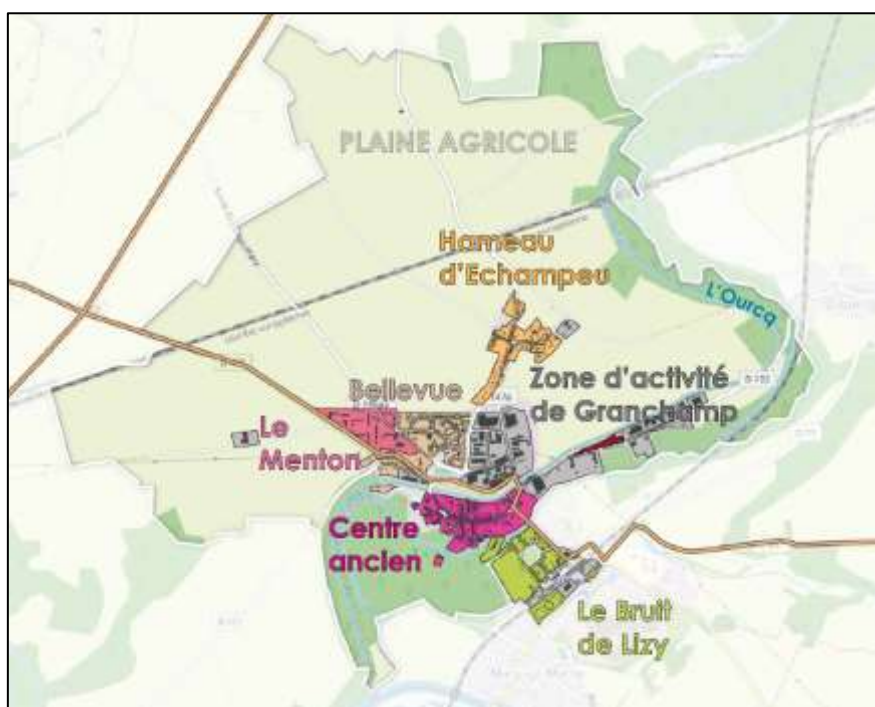 PLAINE AGRICOLE
Hameau
d'Echampeu
L'Ourcq
Bellevue
Zone d'activité
de Granchamp
Le
Menton
Centre
ancien
Le Bruit
de Lizy